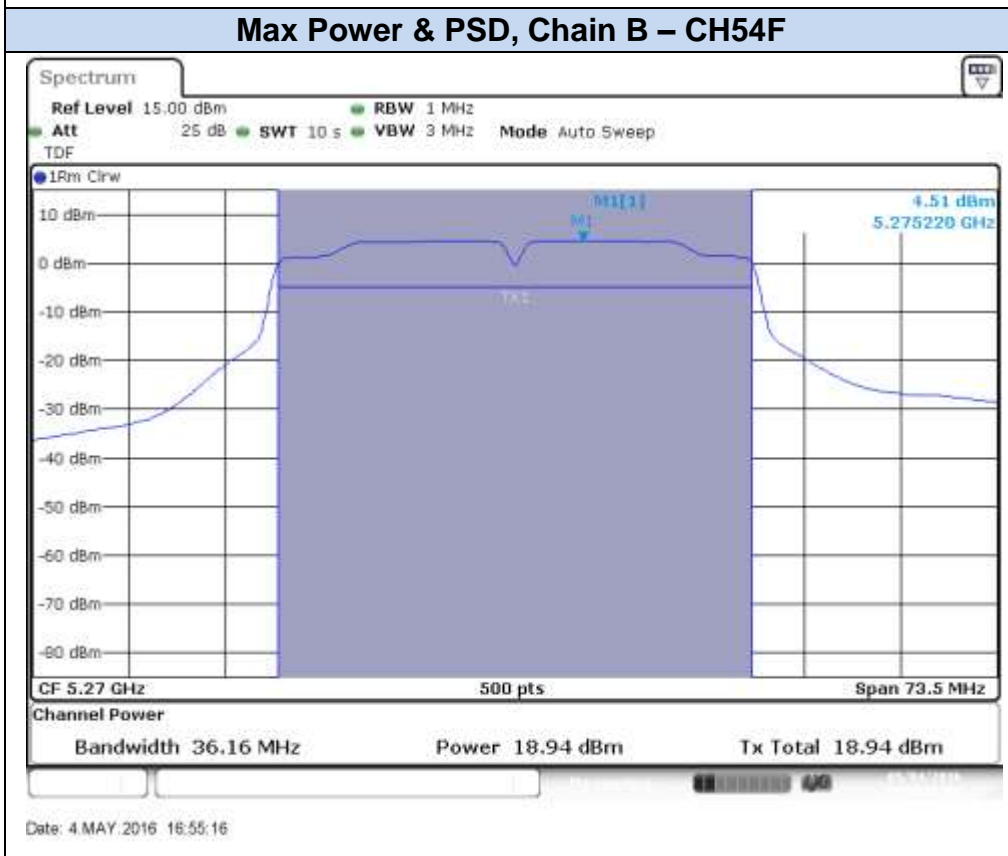 Max Power & PSD, Chain B – CH54F
Spectrum
Ref Level 15.00 dBm RBW 1 MHz
Att 25 dB SWT 10 s VBW 3 MHz Mode Auto Sweep
TDF
1Rm Clrw
M1[1] 4.51 dBm
5.275220 GHz
M1
10 dBm
0 dBm
-10 dBm
-20 dBm
-30 dBm
-40 dBm
-50 dBm
-60 dBm
-70 dBm
-80 dBm
CF 5.27 GHz 500 pts Span 73.5 MHz
Channel Power
Bandwidth 36.16 MHz Power 18.94 dBm Tx Total 18.94 dBm
Date: 4.MAY.2016 16:55:16